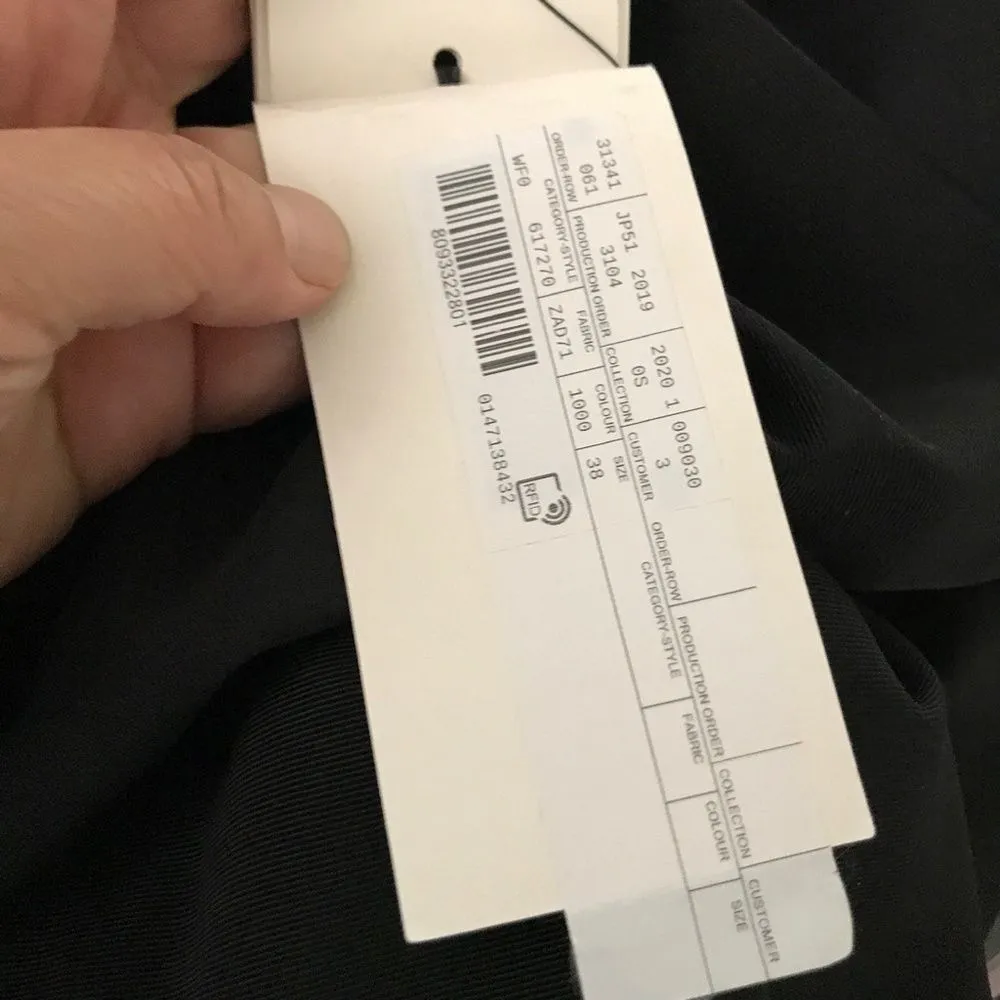 31341 JP51 2019 2020 1 009030
061 3104 0S 3
ORDER-ROW PRODUCTION ORDER COLLECTION CUSTOMER
CATEGORY-STYLE FABRIC COLOUR SIZE
WF0 617270 ZAD71 1000 38
8093322801 0147138432
RFID
ORDER-ROW PRODUCTION ORDER COLLECTION CUSTOMER
CATEGORY-STYLE FABRIC COLOUR SIZE